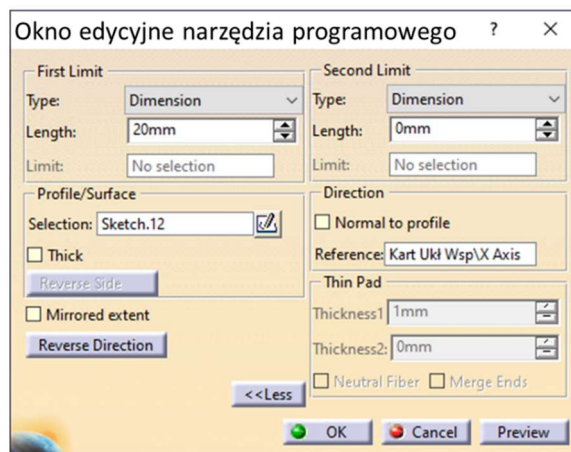 Okno edycyjne narzędzia programowego ? ×
First Limit
Type: Dimension
Length: 20mm
Limit: No selection
Profile/Surface
Selection: Sketch.12
Thick
Reverse Side
Mirrored extent
Reverse Direction
<<Less
Second Limit
Type: Dimension
Length: 0mm
Limit: No selection
Direction
Normal to profile
Reference: Kart Ukł Wsp\X Axis
Thin Pad
Thickness1 1mm
Thickness2: 0mm
Neutral Fiber Merge Ends
OK Cancel Preview